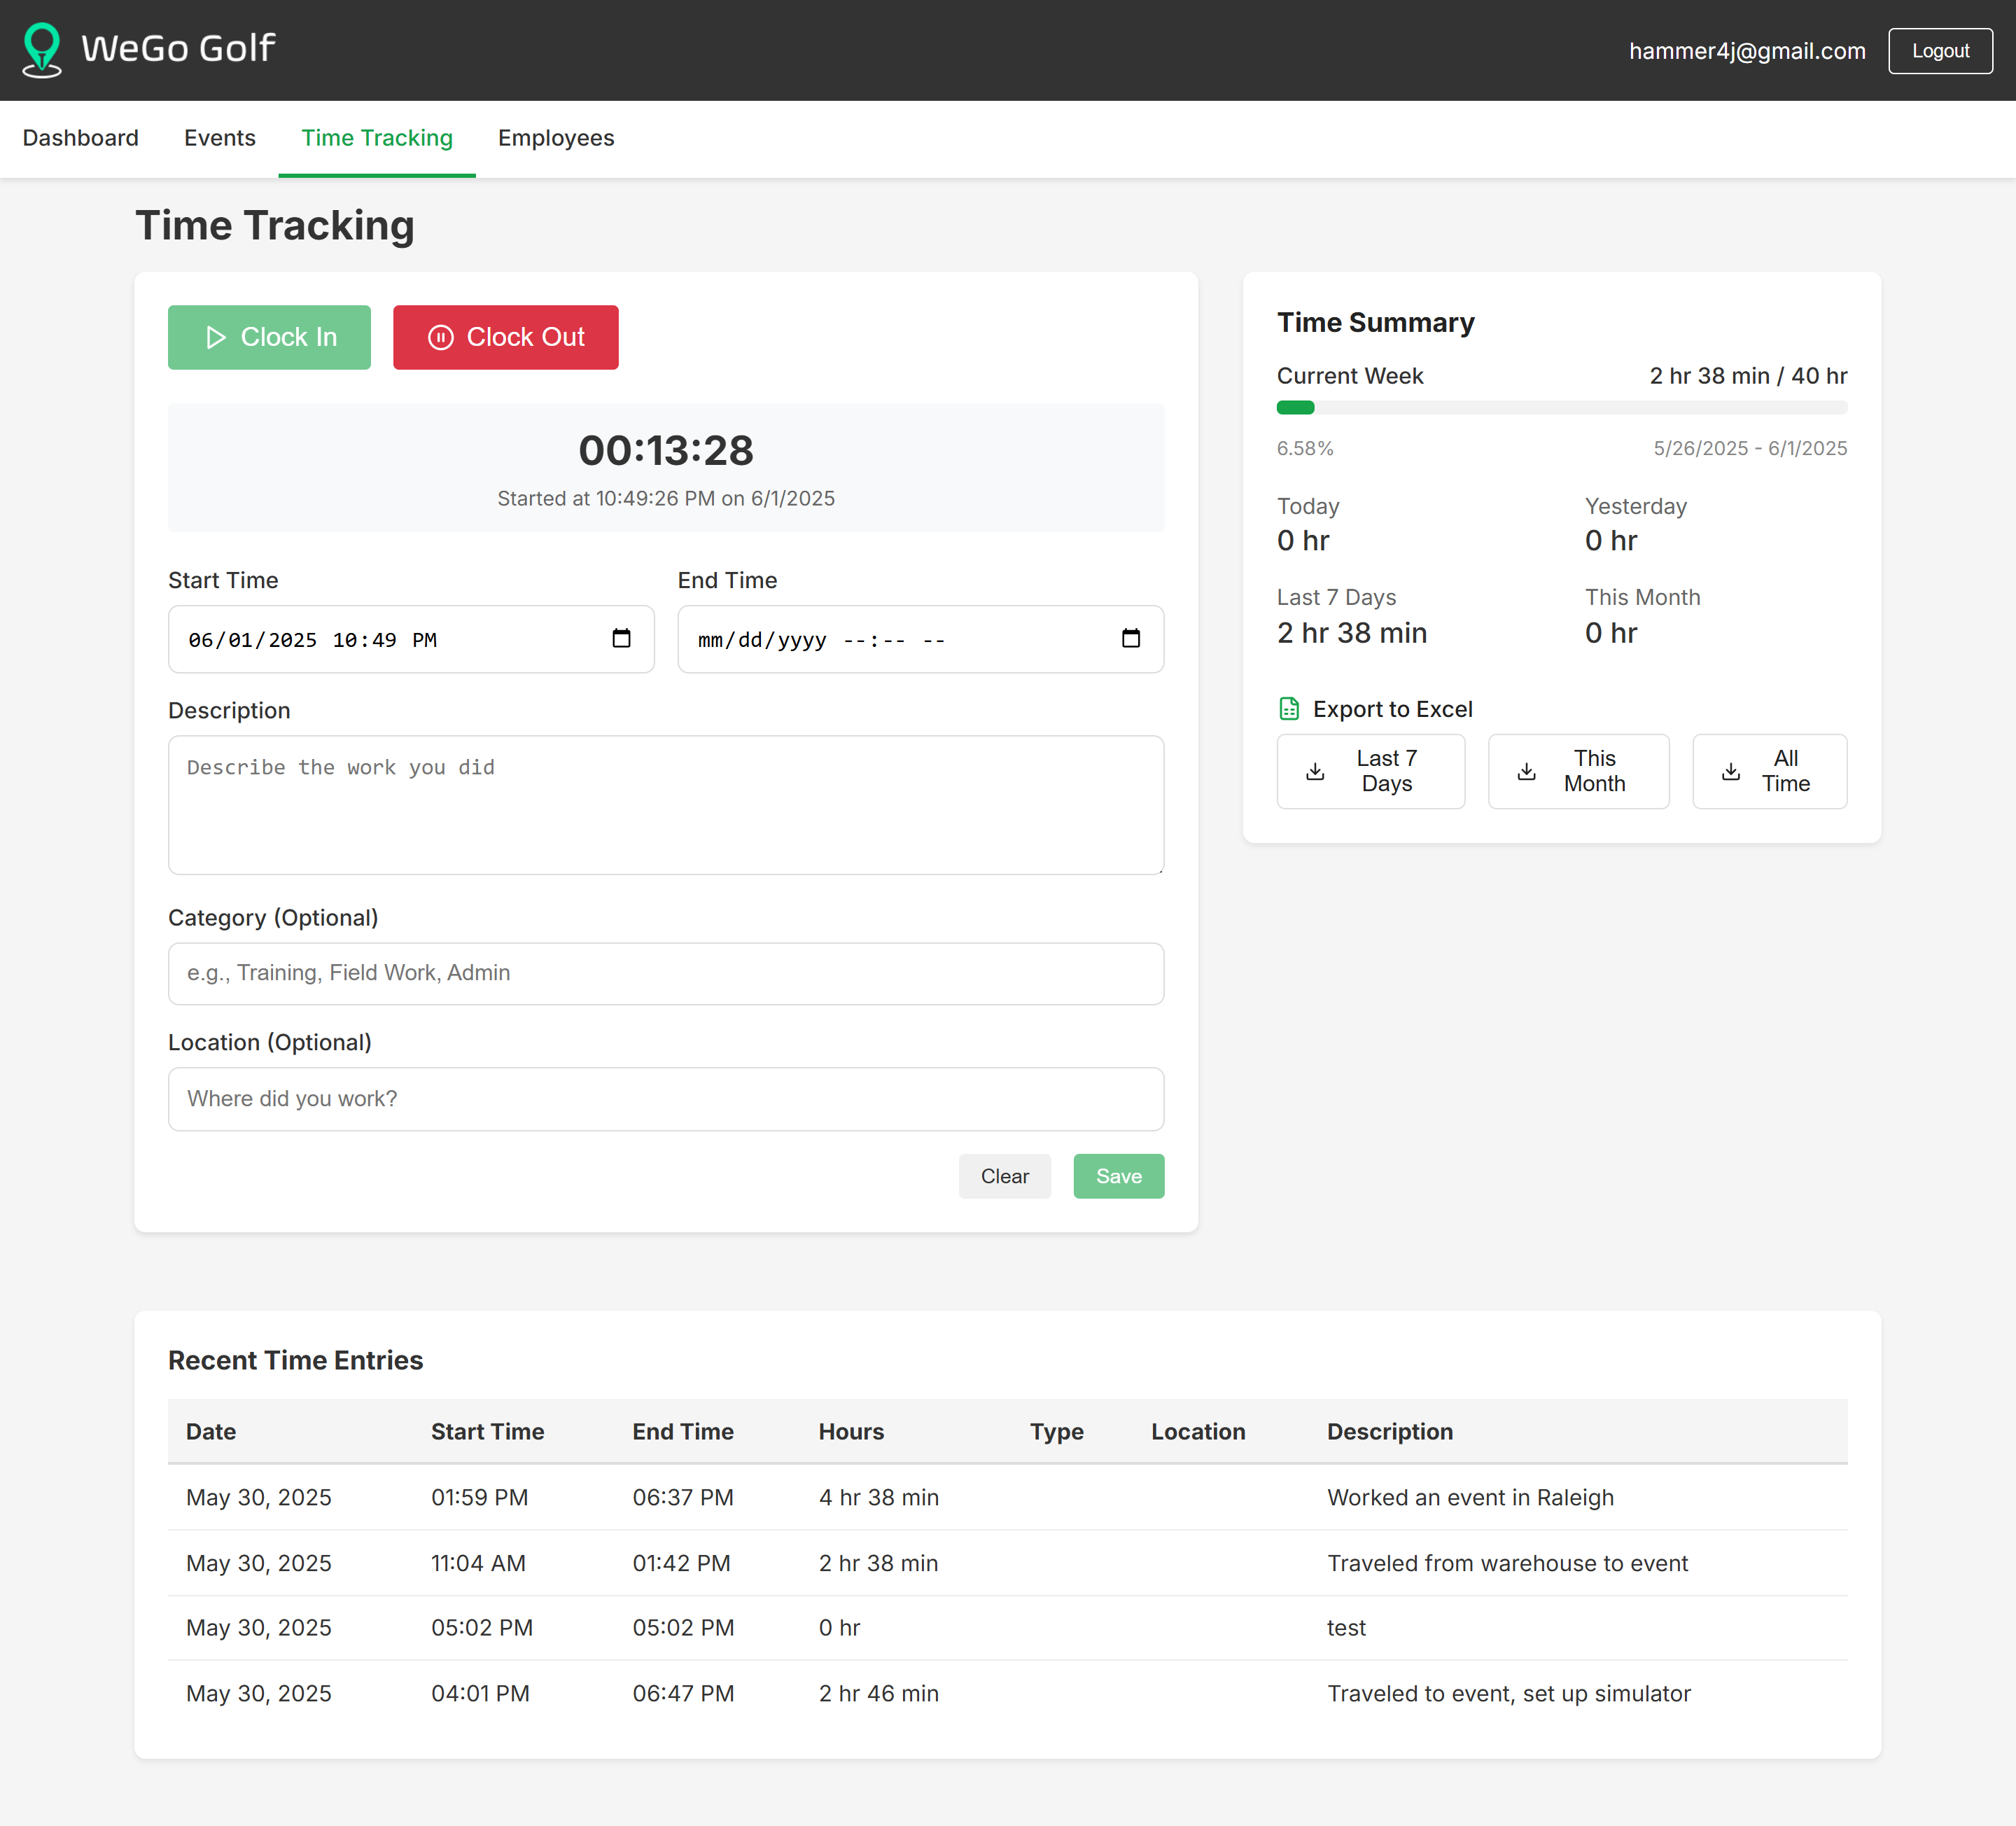 WeGo Golf
hammer4j@gmail.com
Logout
Dashboard
Events
Time Tracking
Employees
Time Tracking
Clock In
Clock Out
00:13:28
Started at 10:49:26 PM on 6/1/2025
Start Time
End Time
06/01/2025 10:49 PM
mm/dd/yyyy --:-- --
Description
Describe the work you did
Category (Optional)
e.g., Training, Field Work, Admin
Location (Optional)
Where did you work?
Clear
Save
Time Summary
Current Week
2 hr 38 min / 40 hr
6.58%
5/26/2025 - 6/1/2025
Today
0 hr
Yesterday
0 hr
Last 7 Days
2 hr 38 min
This Month
0 hr
Export to Excel
Last 7
Days
This
Month
All
Time
Recent Time Entries
Date Start Time End Time Hours Type Location Description
May 30, 2025 01:59 PM 06:37 PM 4 hr 38 min Worked an event in Raleigh
May 30, 2025 11:04 AM 01:42 PM 2 hr 38 min Traveled from warehouse to event
May 30, 2025 05:02 PM 05:02 PM 0 hr test
May 30, 2025 04:01 PM 06:47 PM 2 hr 46 min Traveled to event, set up simulator